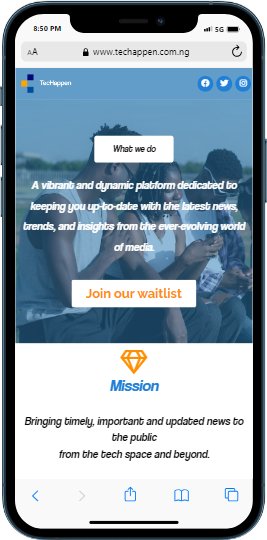 8:50 PM 5G
AA www.techappen.com.ng
TecHappen
What we do
A vibrant and dynamic platform dedicated to
keeping you up-to-date with the latest news,
trends, and insights from the ever-evolving world
of media.
Join our waitlist
Mission
Bringing timely, important and updated news to
the public
from the tech space and beyond.